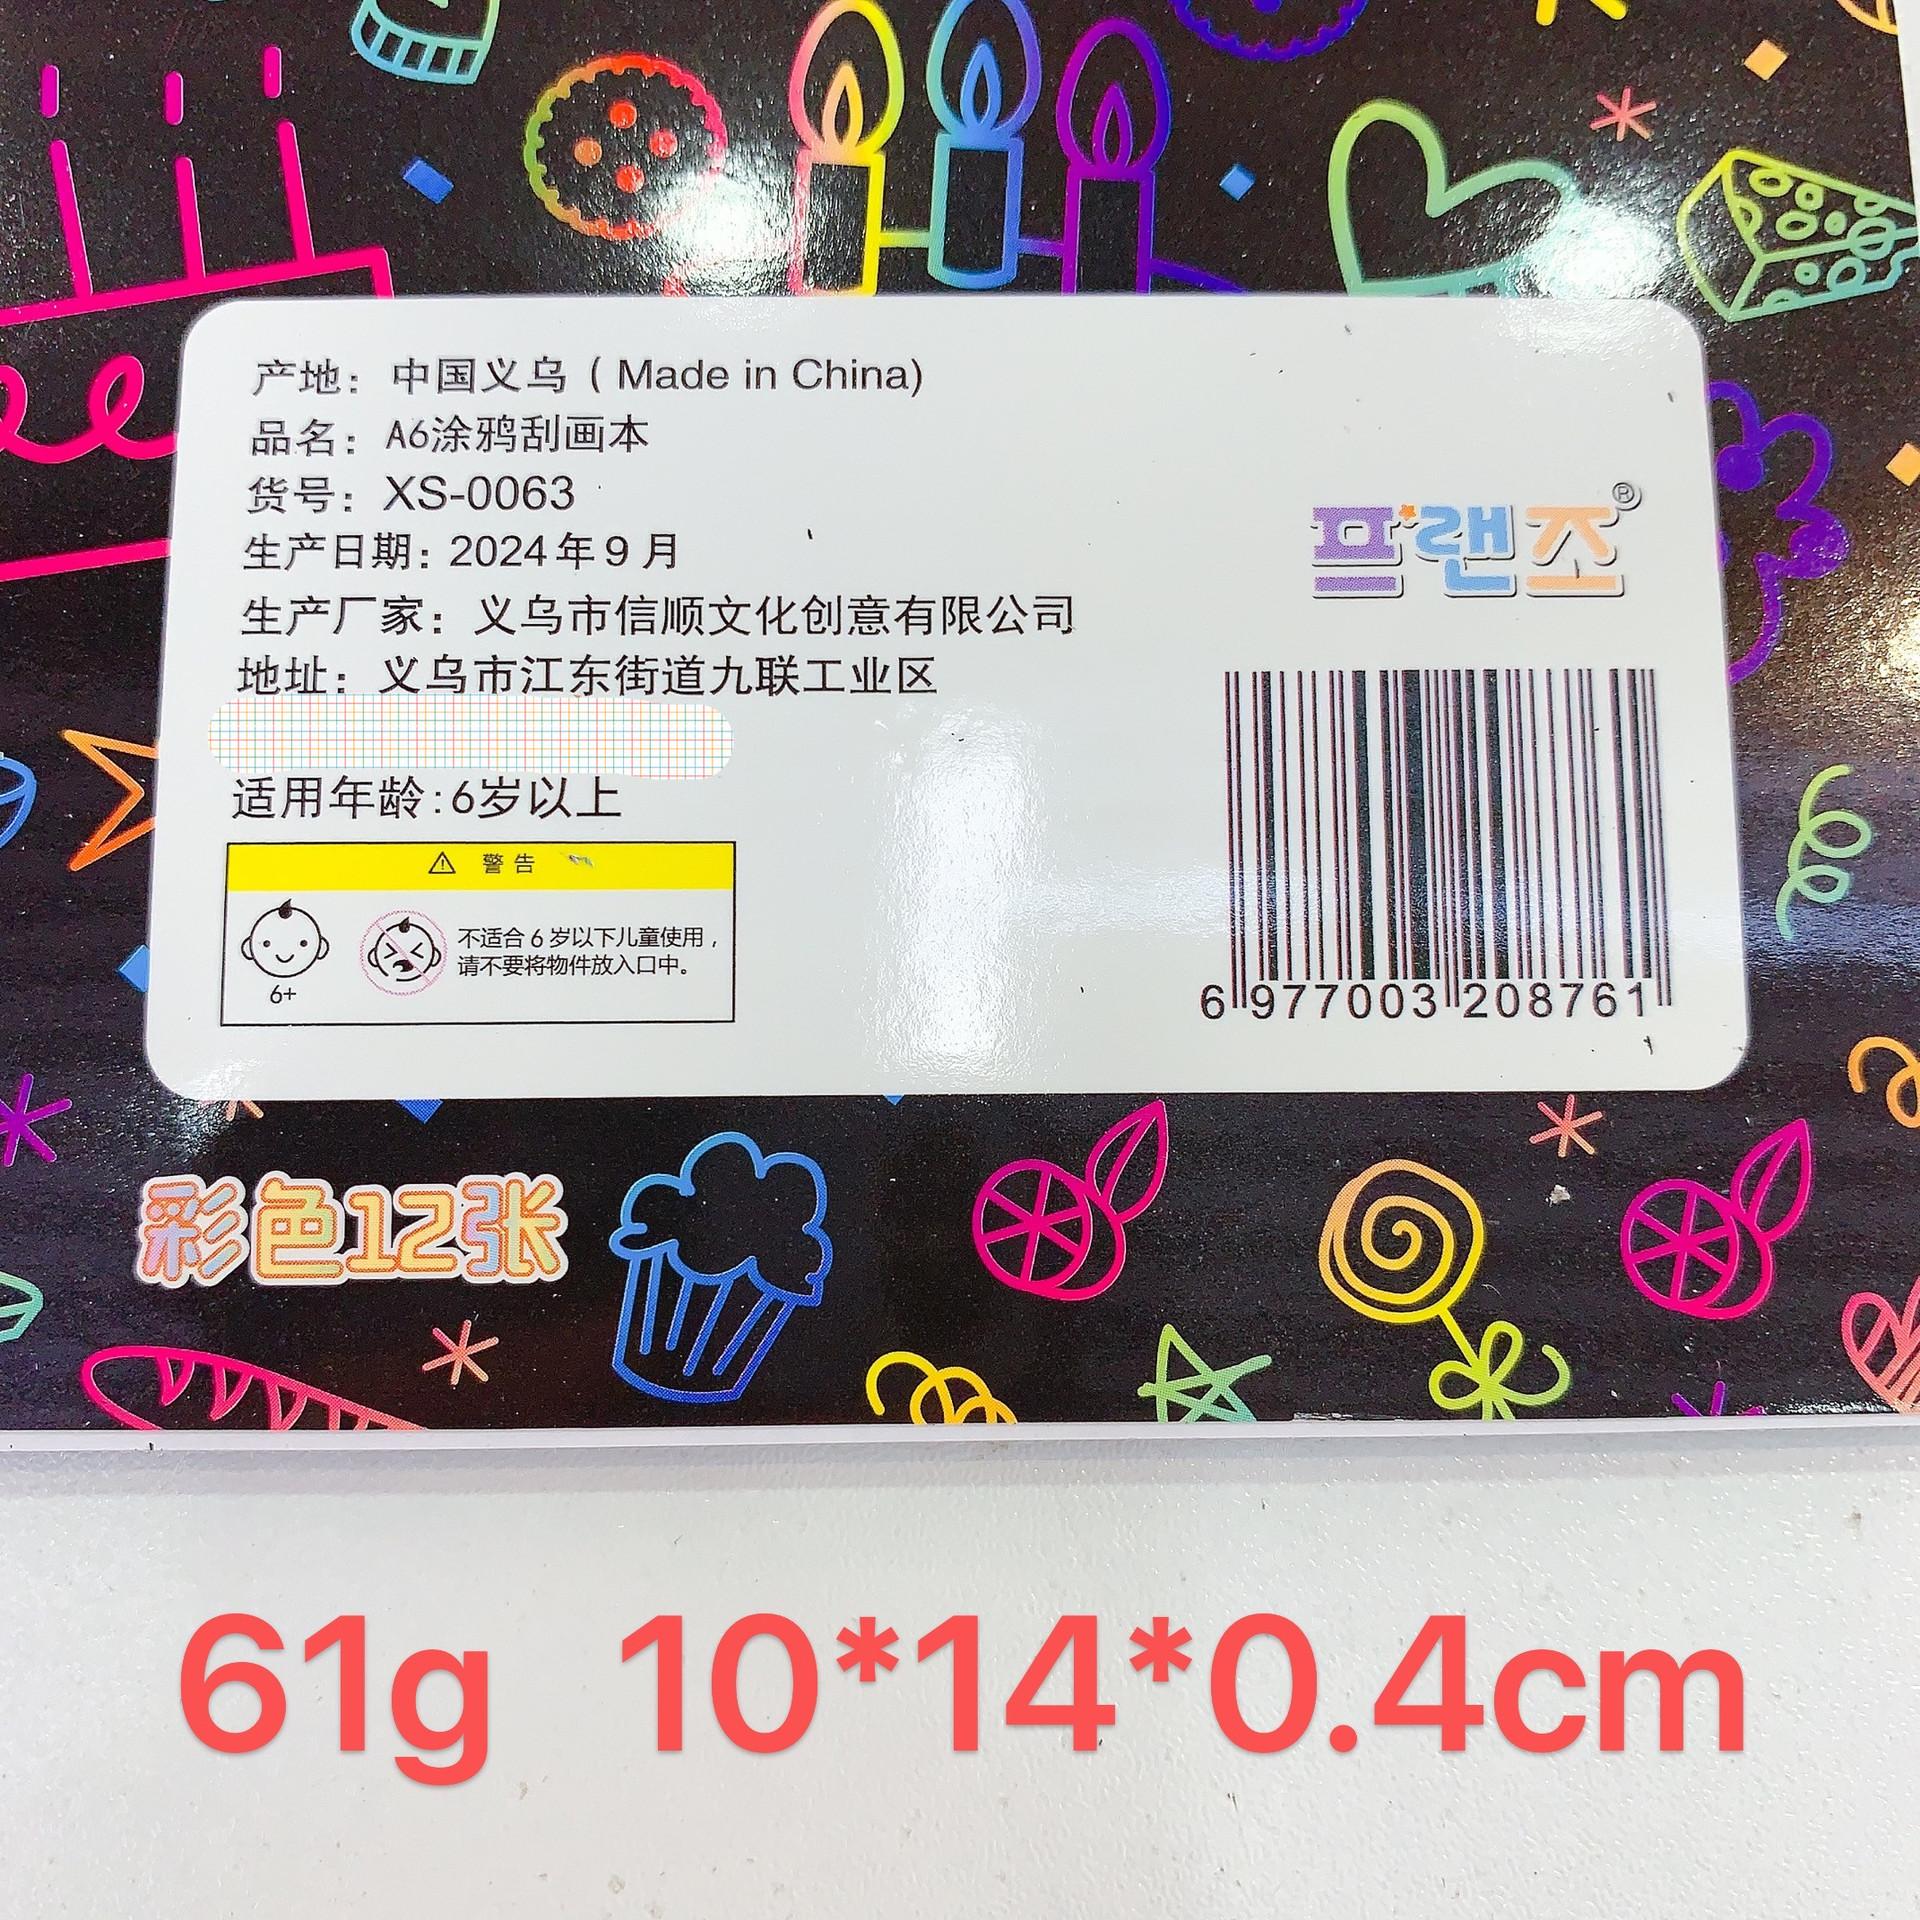 产地：中国义乌（Made in China)
品名：A6涂鸦刮画本
货号：XS-0063
生产日期：2024年9月
生产厂家：义乌市信顺文化创意有限公司
地址：义乌市江东街道九联工业区
适用年龄:6岁以上
警告
6+
不适合6岁以下儿童使用，
请不要将物件放入口中。
프랜조®
6 977003 208761
彩色12张
61g 10*14*0.4cm